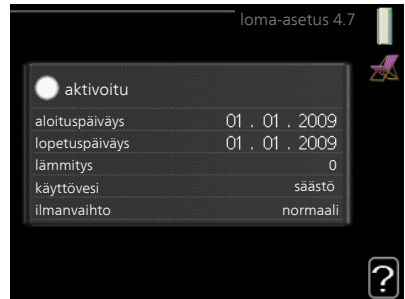 loma-asetus 4.7
aktivoitu
aloituspäiväys 01 . 01 . 2009
lopetuspäiväys 01 . 01 . 2009
lämmitys 0
käyttövesi säästö
ilmanvaihto normaali
?